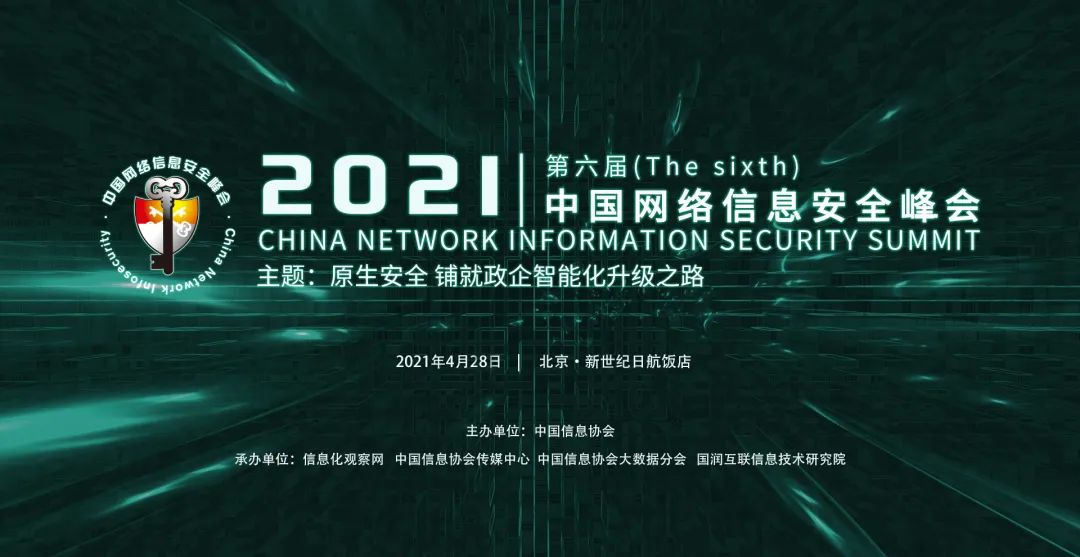 ·中国网络信息安全峰会·
China Network Infosecurity
2021
第六届(The sixth)
中国网络信息安全峰会
CHINA NETWORK INFORMATION SECURITY SUMMIT
主题：原生安全 铺就政企智能化升级之路
2021年4月28日 | 北京·新世纪日航饭店
主办单位：中国信息协会
承办单位：信息化观察网 中国信息协会传媒中心 中国信息协会大数据分会 国润互联信息技术研究院